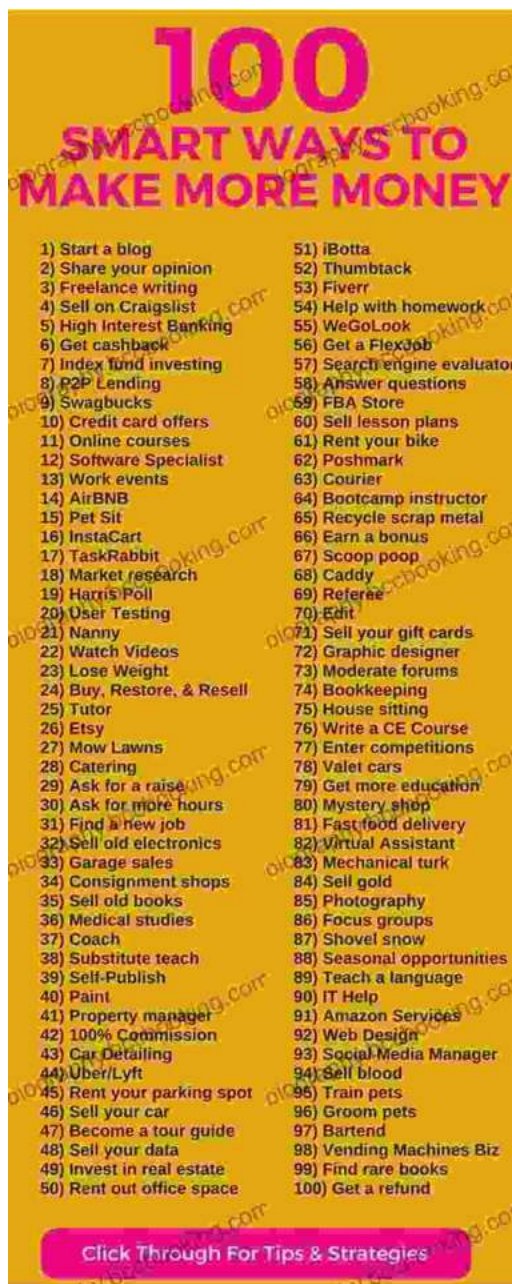 100
SMART WAYS TO
MAKE MORE MONEY
1) Start a blog
2) Share your opinion
3) Freelance writing
4) Sell on Craigslist
5) High Interest Banking
6) Get cashback
7) Index fund investing
8) P2P Lending
9) Swagbucks
10) Credit card offers
11) Online courses
12) Software Specialist
13) Work events
14) AirBNB
15) Pet Sit
16) InstaCart
17) TaskRabbit
18) Market research
19) Harris Poll
20) User Testing
21) Nanny
22) Watch Videos
23) Lose Weight
24) Buy, Restore, & Resell
25) Tutor
26) Etsy
27) Mow Lawns
28) Catering
29) Ask for a raise
30) Ask for more hours
31) Find a new job
32) Sell old electronics
33) Garage sales
34) Consignment shops
35) Sell old books
36) Medical studies
37) Coach
38) Substitute teach
39) Self-Publish
40) Paint
41) Property manager
42) 100% Commission
43) Car Detailing
44) Uber/Lyft
45) Rent your parking spot
46) Sell your car
47) Become a tour guide
48) Sell your data
49) Invest in real estate
50) Rent out office space
51) iBotta
52) Thumbtack
53) Fiverr
54) Help with homework
55) WeGoLook
56) Get a FlexJob
57) Search engine evaluator
58) Answer questions
59) FBA Store
60) Sell lesson plans
61) Rent your bike
62) Poshmark
63) Courier
64) Bootcamp instructor
65) Recycle scrap metal
66) Earn a bonus
67) Scoop poop
68) Caddy
69) Referee
70) Edit
71) Sell your gift cards
72) Graphic designer
73) Moderate forums
74) Bookkeeping
75) House sitting
76) Write a CE Course
77) Enter competitions
78) Valet cars
79) Get more education
80) Mystery shop
81) Fast food delivery
82) Virtual Assistant
83) Mechanical turk
84) Sell gold
85) Photography
86) Focus groups
87) Shovel snow
88) Seasonal opportunities
89) Teach a language
90) IT Help
91) Amazon Services
92) Web Design
93) Social Media Manager
94) Sell blood
95) Train pets
96) Groom pets
97) Bartend
98) Vending Machines Biz
99) Find rare books
100) Get a refund
Click Through For Tips & Strategies